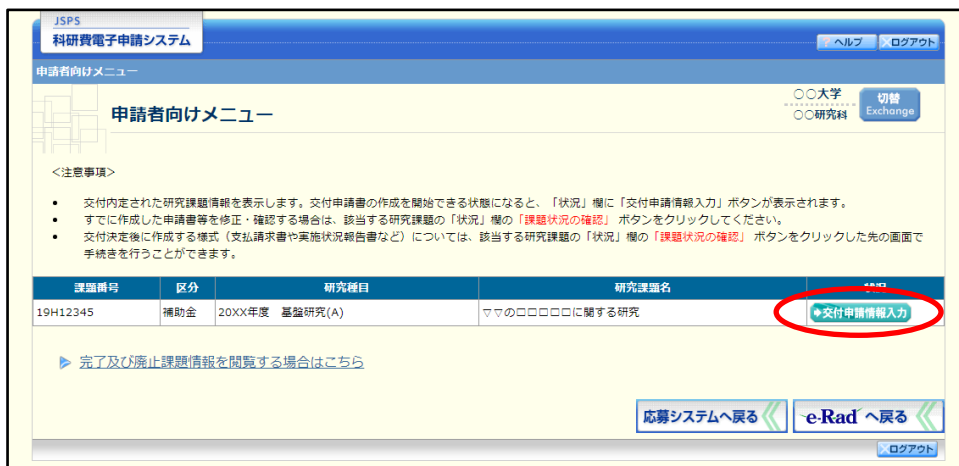 JSPS
科研費電子申請システム
? ヘルプ
×ログアウト
申請者向けメニュー
〇〇大学
〇〇研究科
切替
Exchange
申請者向けメニュー
<注意事項>
• 交付内定された研究課題情報を表示します。交付申請書の作成を開始できる状態になると、「状況」欄に「交付申請情報入力」ボタンが表示されます。
• すでに作成した申請書等を修正・確認する場合は、該当する研究課題の「状況」欄の「課題状況の確認」 ボタンをクリックしてください。
• 交付決定後に作成する様式（支払請求書や実施状況報告書など）については、該当する研究課題の「状況」欄の「課題状況の確認」 ボタンをクリックした先の画面で
手続きを行うことができます。
課題番号 区分 研究種目 研究課題名 状況
19H12345 補助金 20XX年度 基盤研究(A) ▽▽の□□□□□に関する研究 交付申請情報入力
完了及び廃止課題情報を閲覧する場合はこちら
応募システムへ戻る
e-Rad へ戻る
×ログアウト